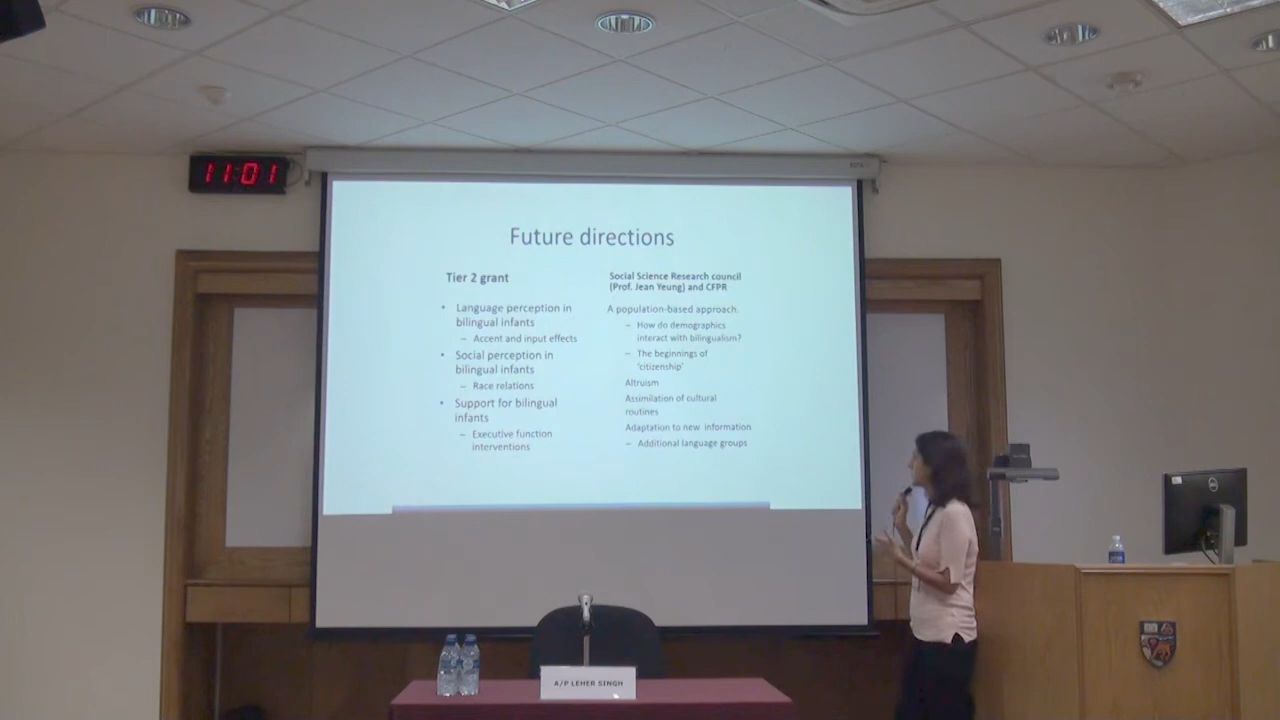 11:01
Future directions
Tier 2 grant
• Language perception in
bilingual infants
– Accent and input effects
• Social perception in
bilingual infants
– Race relations
• Support for bilingual
infants
– Executive function
interventions
Social Science Research council
(Prof. Jean Yeung) and CFPR
A population-based approach.
– How do demographics
interact with bilingualism?
– The beginnings of
'citizenship'
Altruism
Assimilation of cultural
routines
Adaptation to new information
– Additional language groups
DELL
A/P LEHER SINGH